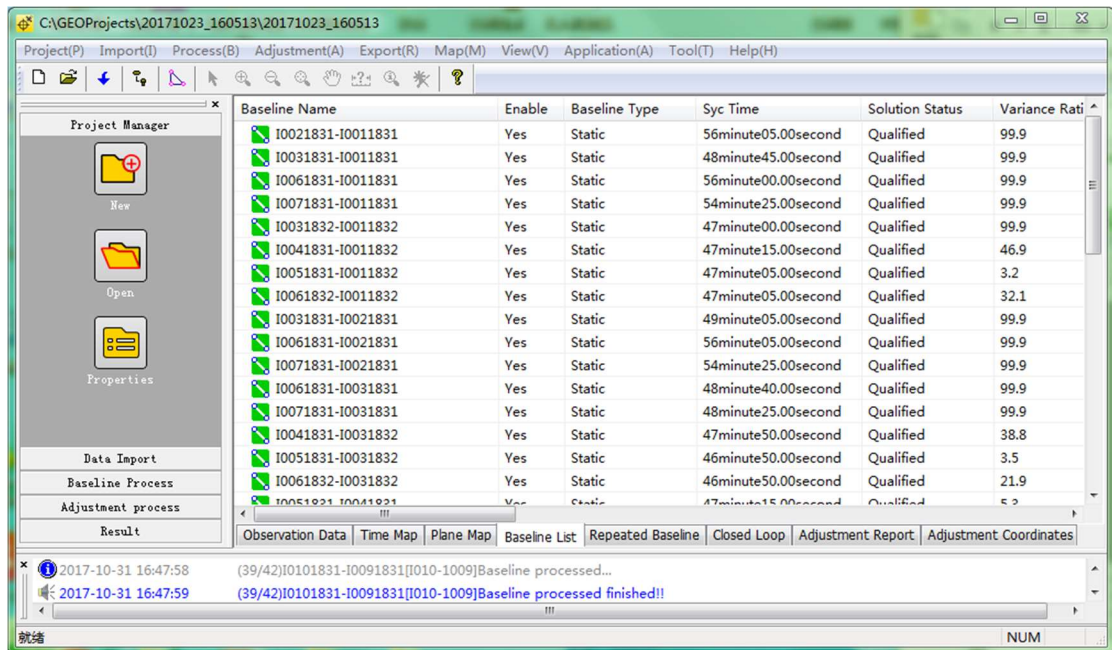 C:\GEOProjects\20171023_160513\20171023_160513
Project(P) Import(I) Process(B) Adjustment(A) Export(R) Map(M) View(V) Application(A) Tool(T) Help(H)
Project Manager
New
Open
Properties
Data Import
Baseline Process
Adjustment process
Result
Baseline Name Enable Baseline Type Syc Time Solution Status Variance Rati
I0021831-I0011831 Yes Static 56minute05.00second Qualified 99.9
I0031831-I0011831 Yes Static 48minute45.00second Qualified 99.9
I0061831-I0011831 Yes Static 56minute00.00second Qualified 99.9
I0071831-I0011831 Yes Static 54minute25.00second Qualified 99.9
I0031832-I0011832 Yes Static 47minute00.00second Qualified 99.9
I0041831-I0011832 Yes Static 47minute15.00second Qualified 46.9
I0051831-I0011832 Yes Static 47minute05.00second Qualified 3.2
I0061832-I0011832 Yes Static 47minute05.00second Qualified 32.1
I0031831-I0021831 Yes Static 49minute05.00second Qualified 99.9
I0061831-I0021831 Yes Static 56minute05.00second Qualified 99.9
I0071831-I0021831 Yes Static 54minute25.00second Qualified 99.9
I0061831-I0031831 Yes Static 48minute40.00second Qualified 99.9
I0071831-I0031831 Yes Static 48minute25.00second Qualified 99.9
I0041831-I0031832 Yes Static 47minute50.00second Qualified 38.8
I0051831-I0031832 Yes Static 46minute50.00second Qualified 3.5
I0061832-I0031832 Yes Static 46minute50.00second Qualified 21.9
I0051831-I0041831 Yes Static 47minute15.00second Qualified 5.3
Observation Data Time Map Plane Map Baseline List Repeated Baseline Closed Loop Adjustment Report Adjustment Coordinates
2017-10-31 16:47:58 (39/42)I0101831-I0091831[I010-1009]Baseline processed...
2017-10-31 16:47:59 (39/42)I0101831-I0091831[I010-1009]Baseline processed finished!!
就绪 NUM